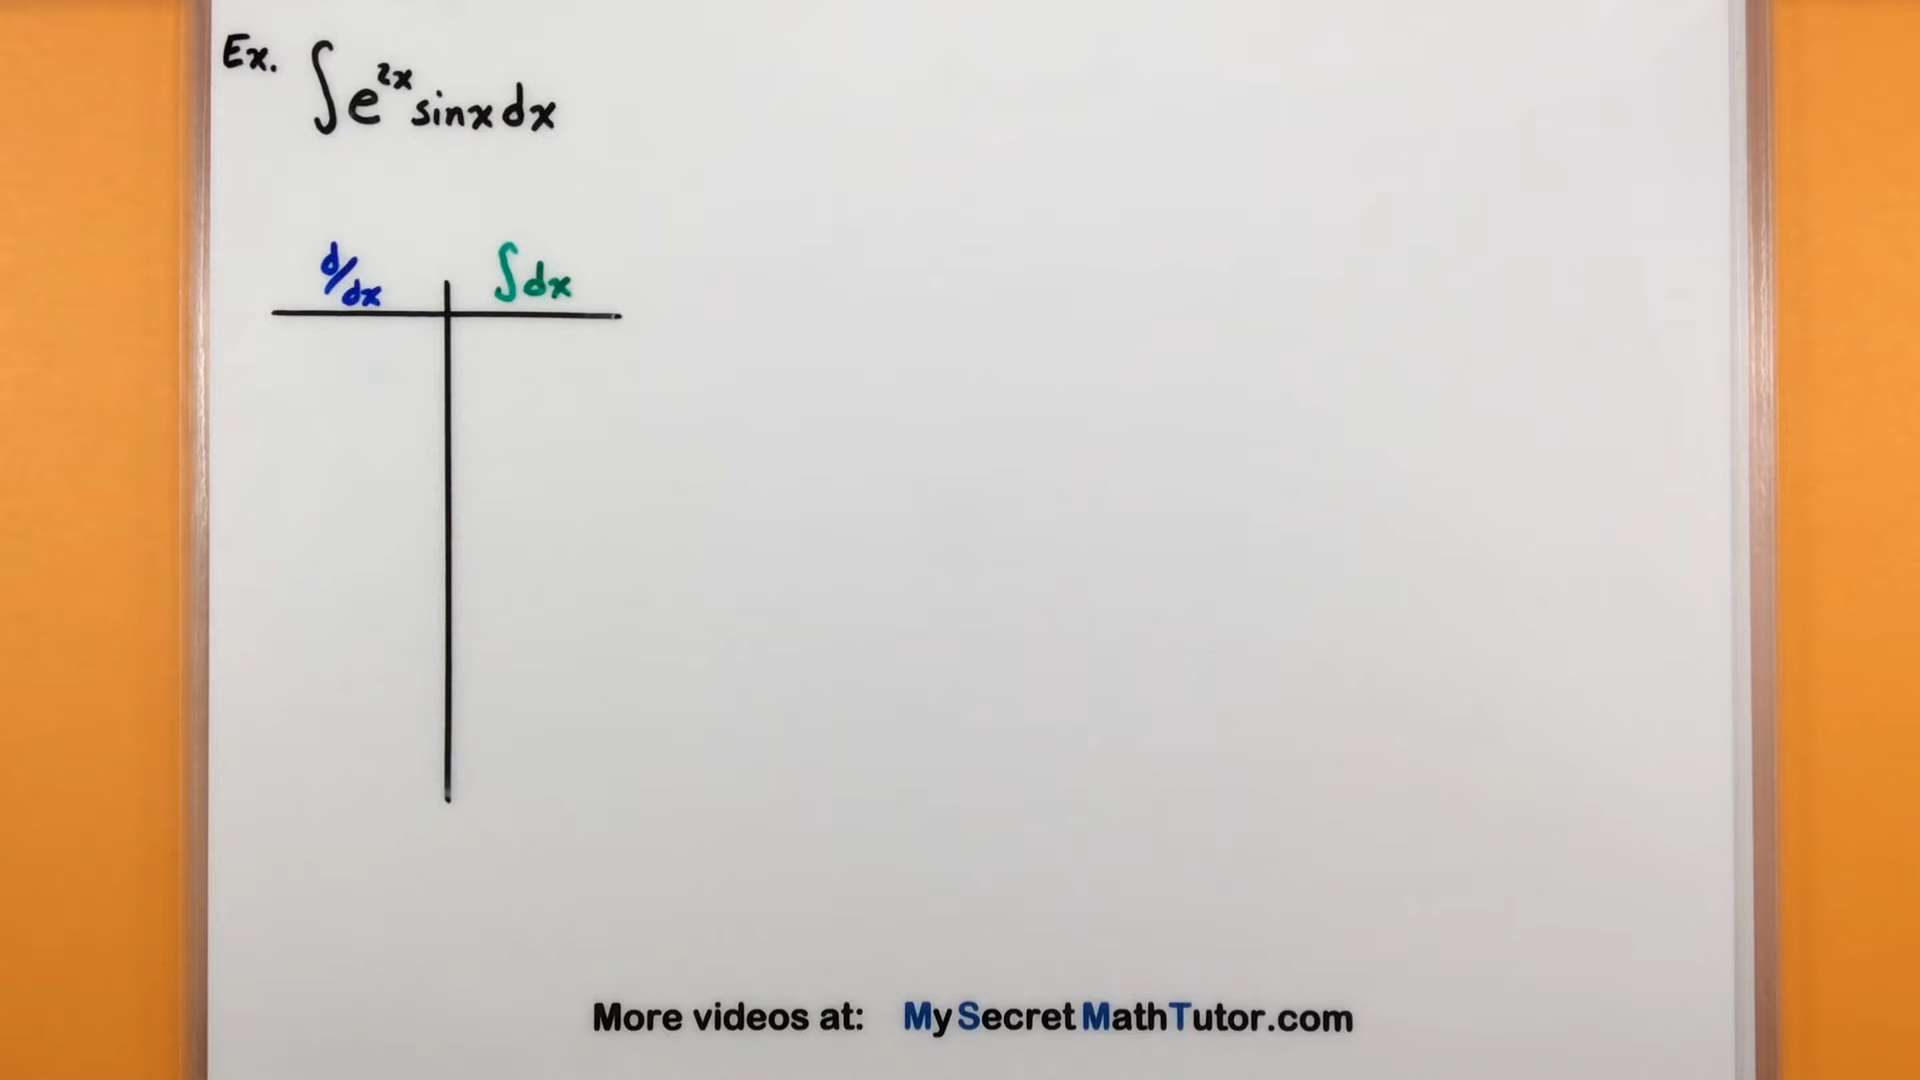 Ex. ∫e^{2x} sinx dx
d/dx ∫dx
More videos at: MySecretMathTutor.com